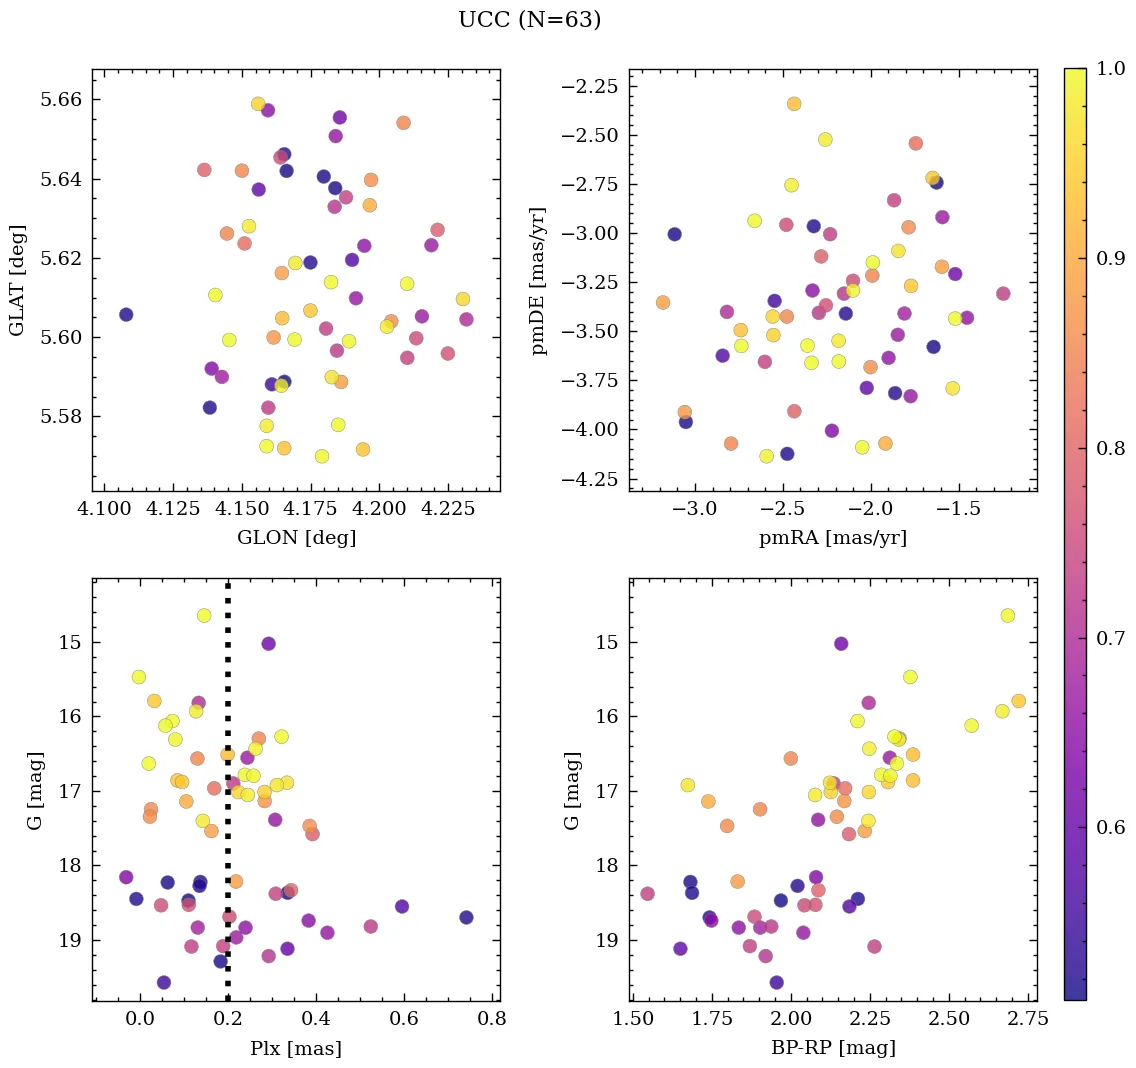 UCC (N=63)
5.66
5.64
5.62
5.60
5.58
GLAT [deg]
4.100 4.125 4.150 4.175 4.200 4.225
GLON [deg]
−2.25
−2.50
−2.75
−3.00
−3.25
−3.50
−3.75
−4.00
−4.25
pmDE [mas/yr]
−3.0 −2.5 −2.0 −1.5
pmRA [mas/yr]
15
16
17
18
19
G [mag]
0.0 0.2 0.4 0.6 0.8
Plx [mas]
15
16
17
18
19
G [mag]
1.50 1.75 2.00 2.25 2.50 2.75
BP-RP [mag]
1.0
0.9
0.8
0.7
0.6